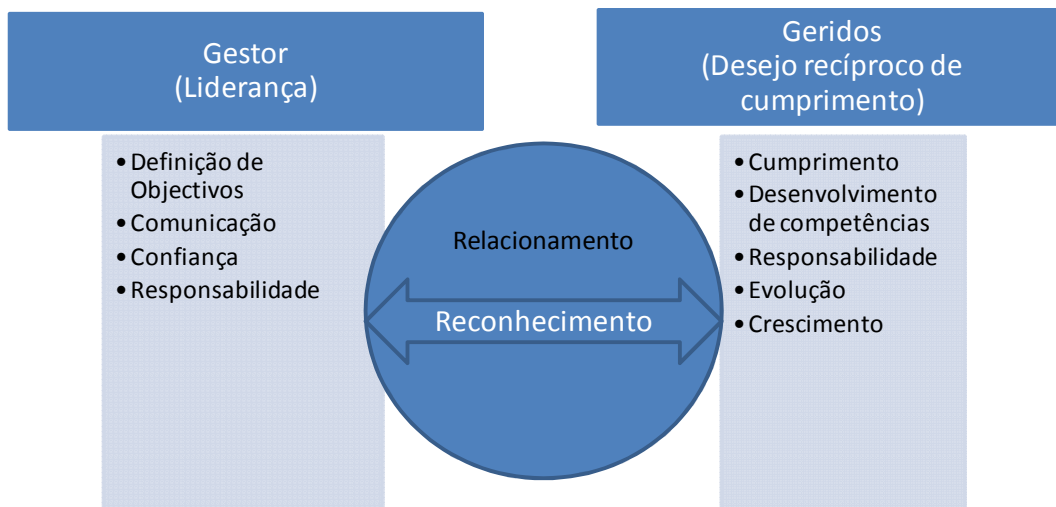 Gestor
(Liderança)
• Definição de
Objectivos
• Comunicação
• Confiança
• Responsabilidade
Relacionamento
Reconhecimento
Geridos
(Desejo recíproco de
cumprimento)
• Cumprimento
• Desenvolvimento
de competências
• Responsabilidade
• Evolução
• Crescimento